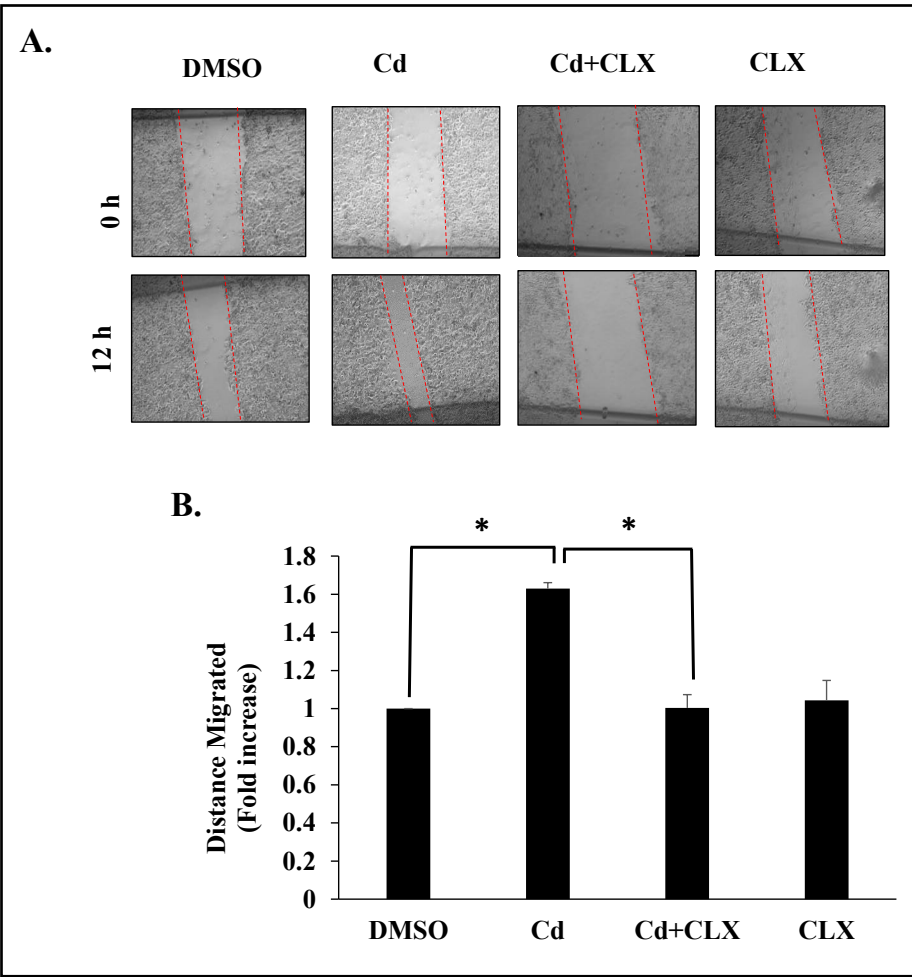 A.
DMSO Cd Cd+CLX CLX
0 h
12 h
B.
* *
Distance Migrated
(Fold increase)
1.8
1.6
1.4
1.2
1
0.8
0.6
0.4
0.2
0
DMSO Cd Cd+CLX CLX